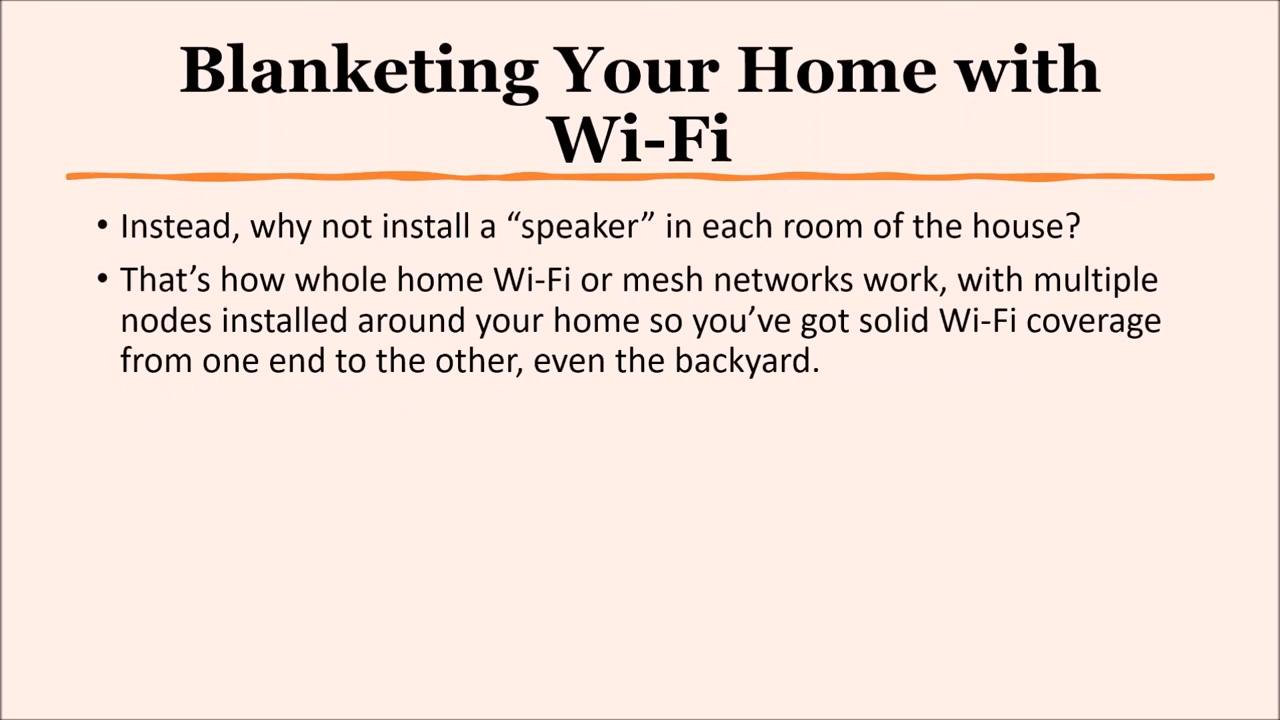 Blanketing Your Home with
Wi-Fi
• Instead, why not install a “speaker” in each room of the house?
• That’s how whole home Wi-Fi or mesh networks work, with multiple
nodes installed around your home so you’ve got solid Wi-Fi coverage
from one end to the other, even the backyard.